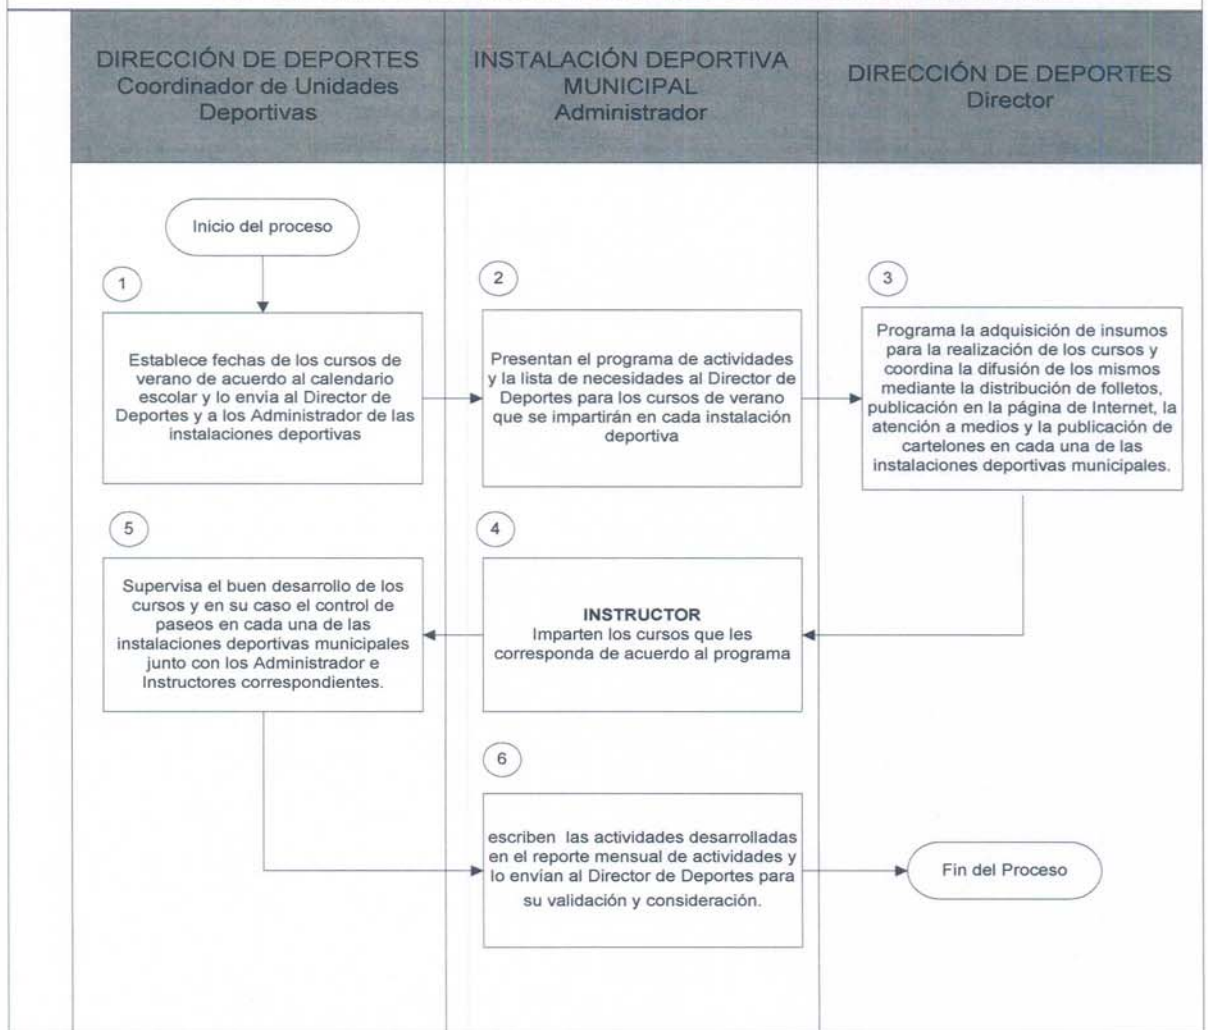 DIRECCIÓN DE DEPORTES
Coordinador de Unidades
Deportivas
INSTALACIÓN DEPORTIVA
MUNICIPAL
Administrador
DIRECCIÓN DE DEPORTES
Director
Inicio del proceso
1
Establece fechas de los cursos de
verano de acuerdo al calendario
escolar y lo envia al Director de
Deportes y a los Administrador de las
instalaciones deportivas
2
Presentan el programa de actividades
y la lista de necesidades al Director de
Deportes para los cursos de verano
que se impartirán en cada instalación
deportiva
3
Programa la adquisición de insumos
para la realización de los cursos y
coordina la difusión de los mismos
mediante la distribución de folletos,
publicación en la página de Internet, la
atención a medios y la publicación de
cartelones en cada una de las
instalaciones deportivas municipales.
4
INSTRUCTOR
Imparten los cursos que les
corresponda de acuerdo al programa
5
Supervisa el buen desarrollo de los
cursos y en su caso el control de
paseos en cada una de las
instalaciones deportivas municipales
junto con los Administrador e
Instructores correspondientes.
6
escriben las actividades desarrolladas
en el reporte mensual de actividades y
lo envían al Director de Deportes para
su validación y consideración.
Fin del Proceso